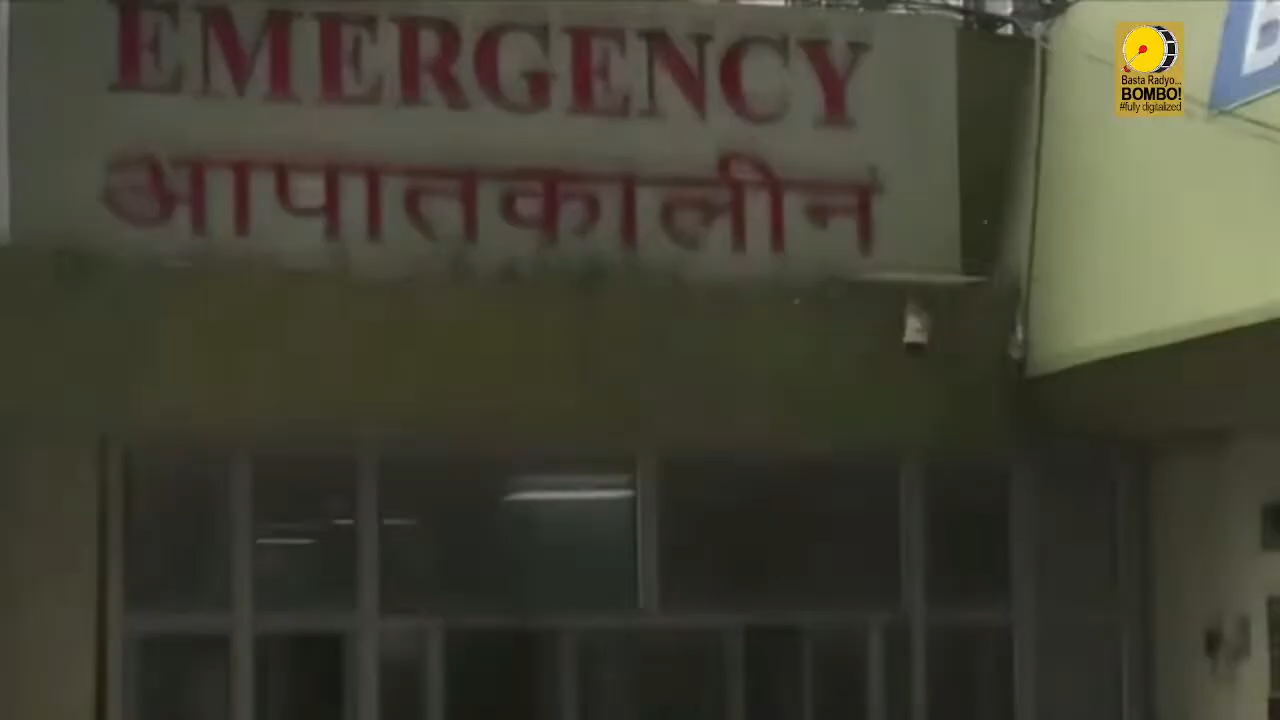 EMERGENCY
आपातकालीन
Basta Radyo...
BOMBO!
#fully digitalized